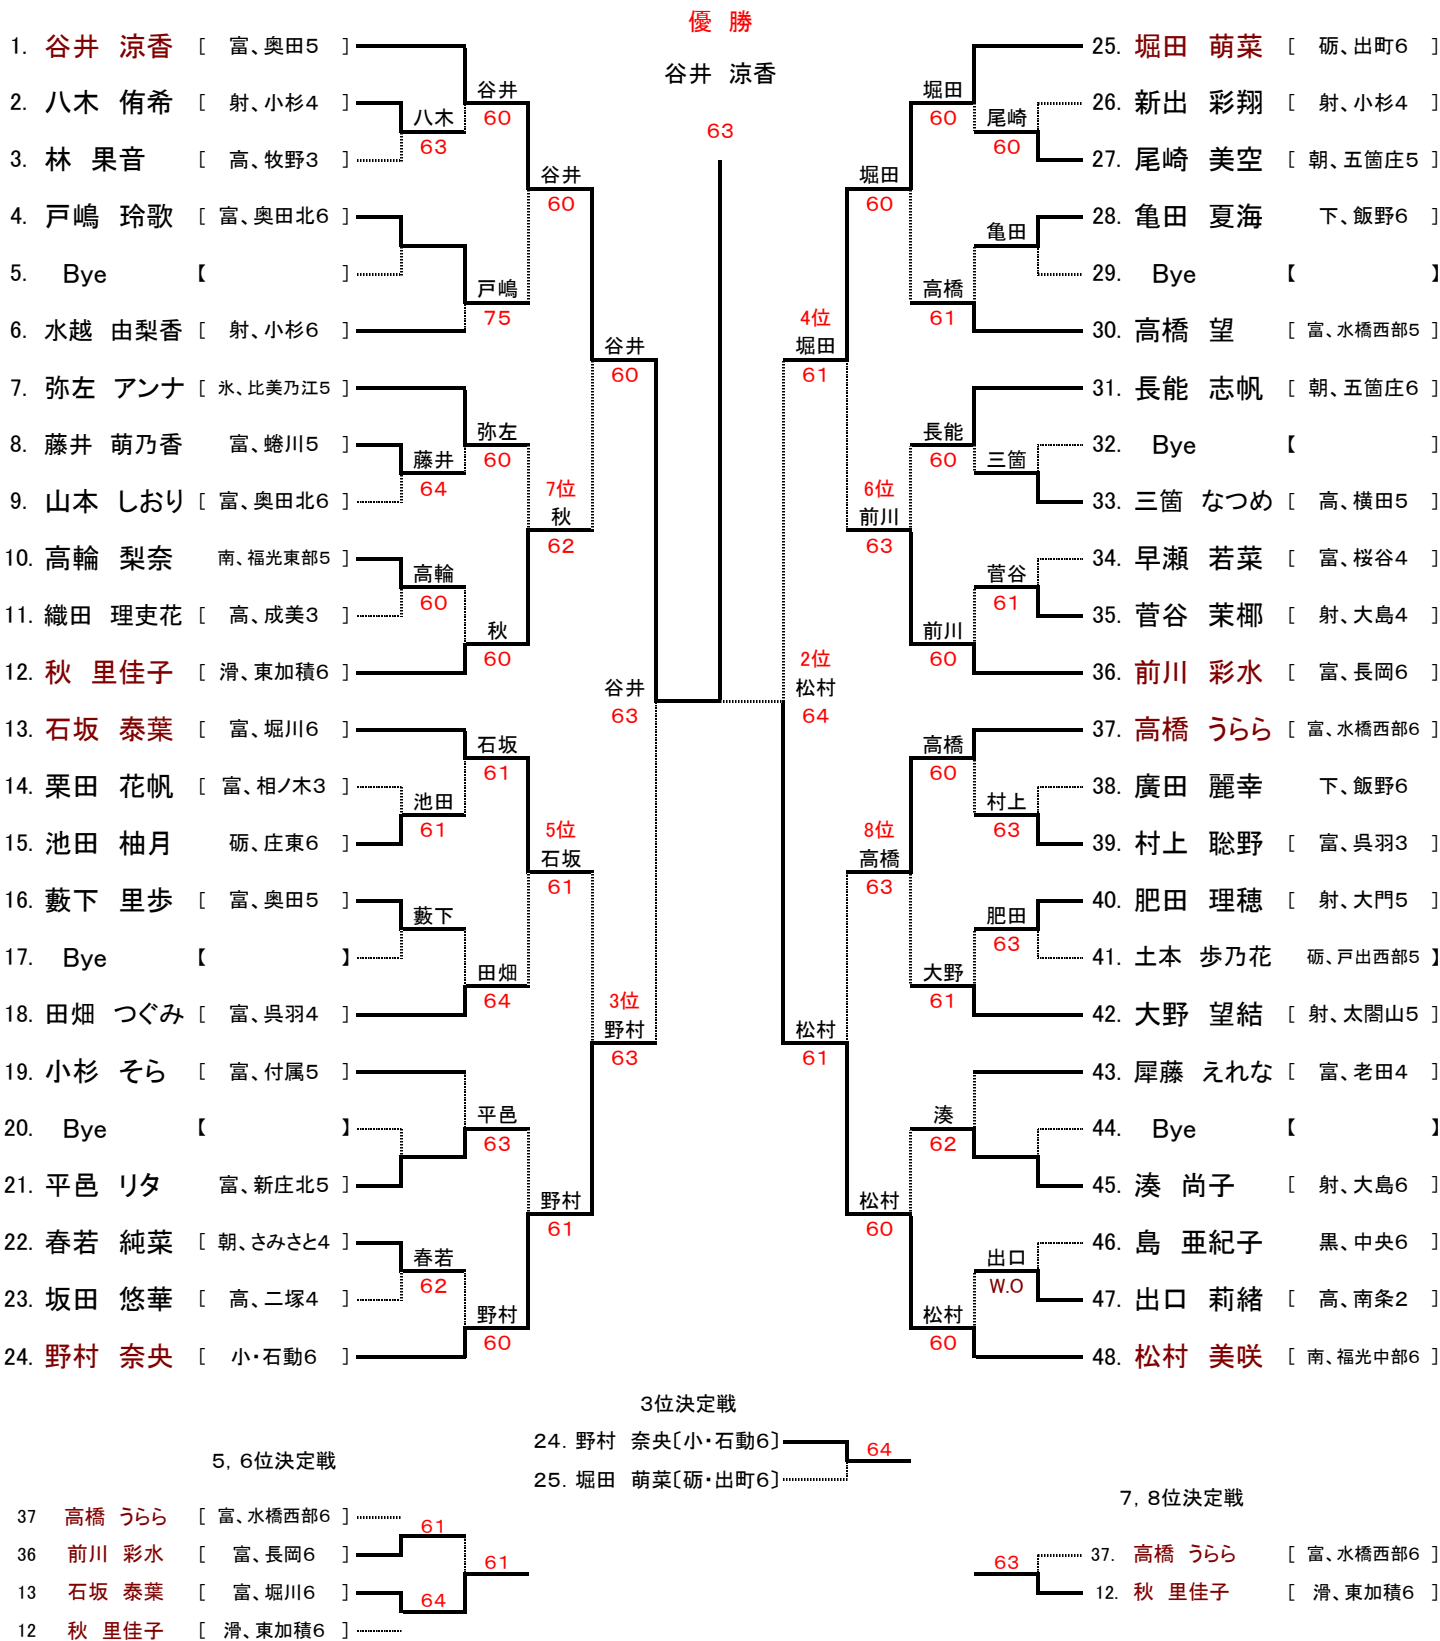 優 勝
谷井 涼香
63
1. 谷井 涼香 [ 富、奥田5 ]
2. 八木 侑希 [ 射、小杉4 ]
3. 林 果音 [ 高、牧野3 ]
4. 戸嶋 玲歌 [ 富、奥田北6 ]
5. Bye 【 ]
6. 水越 由梨香 [ 射、小杉6 ]
7. 弥左 アンナ [ 氷、比美乃江5 ]
8. 藤井 萌乃香 富、蜷川5 ]
9. 山本 しおり [ 富、奥田北6 ]
10. 高輪 梨奈 南、福光東部5 ]
11. 織田 理吏花 [ 高、成美3 ]
12. 秋 里佳子 [ 滑、東加積6 ]
13. 石坂 泰葉 [ 富、堀川6 ]
14. 栗田 花帆 [ 富、相ノ木3 ]
15. 池田 柚月 砺、庄東6 ]
16. 藪下 里歩 [ 富、奥田5 ]
17. Bye 【 】
18. 田畑 つぐみ [ 富、呉羽4 ]
19. 小杉 そら [ 富、付属5 ]
20. Bye 【 】
21. 平邑 リタ 富、新庄北5 ]
22. 春若 純菜 [ 朝、さみさと4 ]
23. 坂田 悠華 [ 高、二塚4 ]
24. 野村 奈央 [ 小・石動6 ]
八木
63
藤井
64
高輪
60
池田
61
藪下
春若
62
谷井
60
戸嶋
75
弥左
60
秋
60
石坂
61
田畑
64
平邑
63
野村
60
谷井
60
7位
秋
62
5位
石坂
61
野村
61
谷井
60
3位
野村
63
谷井
63
2位
松村
64
4位
堀田
61
松村
61
堀田
60
6位
前川
63
8位
高橋
63
松村
60
堀田
60
高橋
61
長能
60
前川
60
高橋
60
大野
61
湊
62
松村
60
尾崎
60
亀田
三箇
菅谷
61
村上
63
肥田
63
出口
W.O
25. 堀田 萌菜 [ 砺、出町6 ]
26. 新出 彩翔 [ 射、小杉4 ]
27. 尾崎 美空 [ 朝、五箇庄5 ]
28. 亀田 夏海 下、飯野6 ]
29. Bye 【 】
30. 高橋 望 [ 富、水橋西部5 ]
31. 長能 志帆 [ 朝、五箇庄6 ]
32. Bye 【 ]
33. 三箇 なつめ [ 高、横田5 ]
34. 早瀬 若菜 [ 富、桜谷4 ]
35. 菅谷 茉椰 [ 射、大島4 ]
36. 前川 彩水 [ 富、長岡6 ]
37. 高橋 うらら [ 富、水橋西部6 ]
38. 廣田 麗幸 下、飯野6
39. 村上 聡野 [ 富、呉羽3 ]
40. 肥田 理穂 [ 射、大門5 ]
41. 土本 歩乃花 砺、戸出西部5 】
42. 大野 望結 [ 射、太閤山5 ]
43. 犀藤 えれな [ 富、老田4 ]
44. Bye 【 】
45. 湊 尚子 [ 射、大島6 ]
46. 島 亜紀子 黒、中央6 ]
47. 出口 莉緒 [ 高、南条2 ]
48. 松村 美咲 [ 南、福光中部6 ]
3位決定戦
24. 野村 奈央〔小・石動6〕
25. 堀田 萌菜〔砺・出町6〕
64
5, 6位決定戦
37 高橋 うらら [ 富、水橋西部6 ]
36 前川 彩水 [ 富、長岡6 ]
13 石坂 泰葉 [ 富、堀川6 ]
12 秋 里佳子 [ 滑、東加積6 ]
61
64
61
7, 8位決定戦
63
37. 高橋 うらら [ 富、水橋西部6 ]
12. 秋 里佳子 [ 滑、東加積6 ]